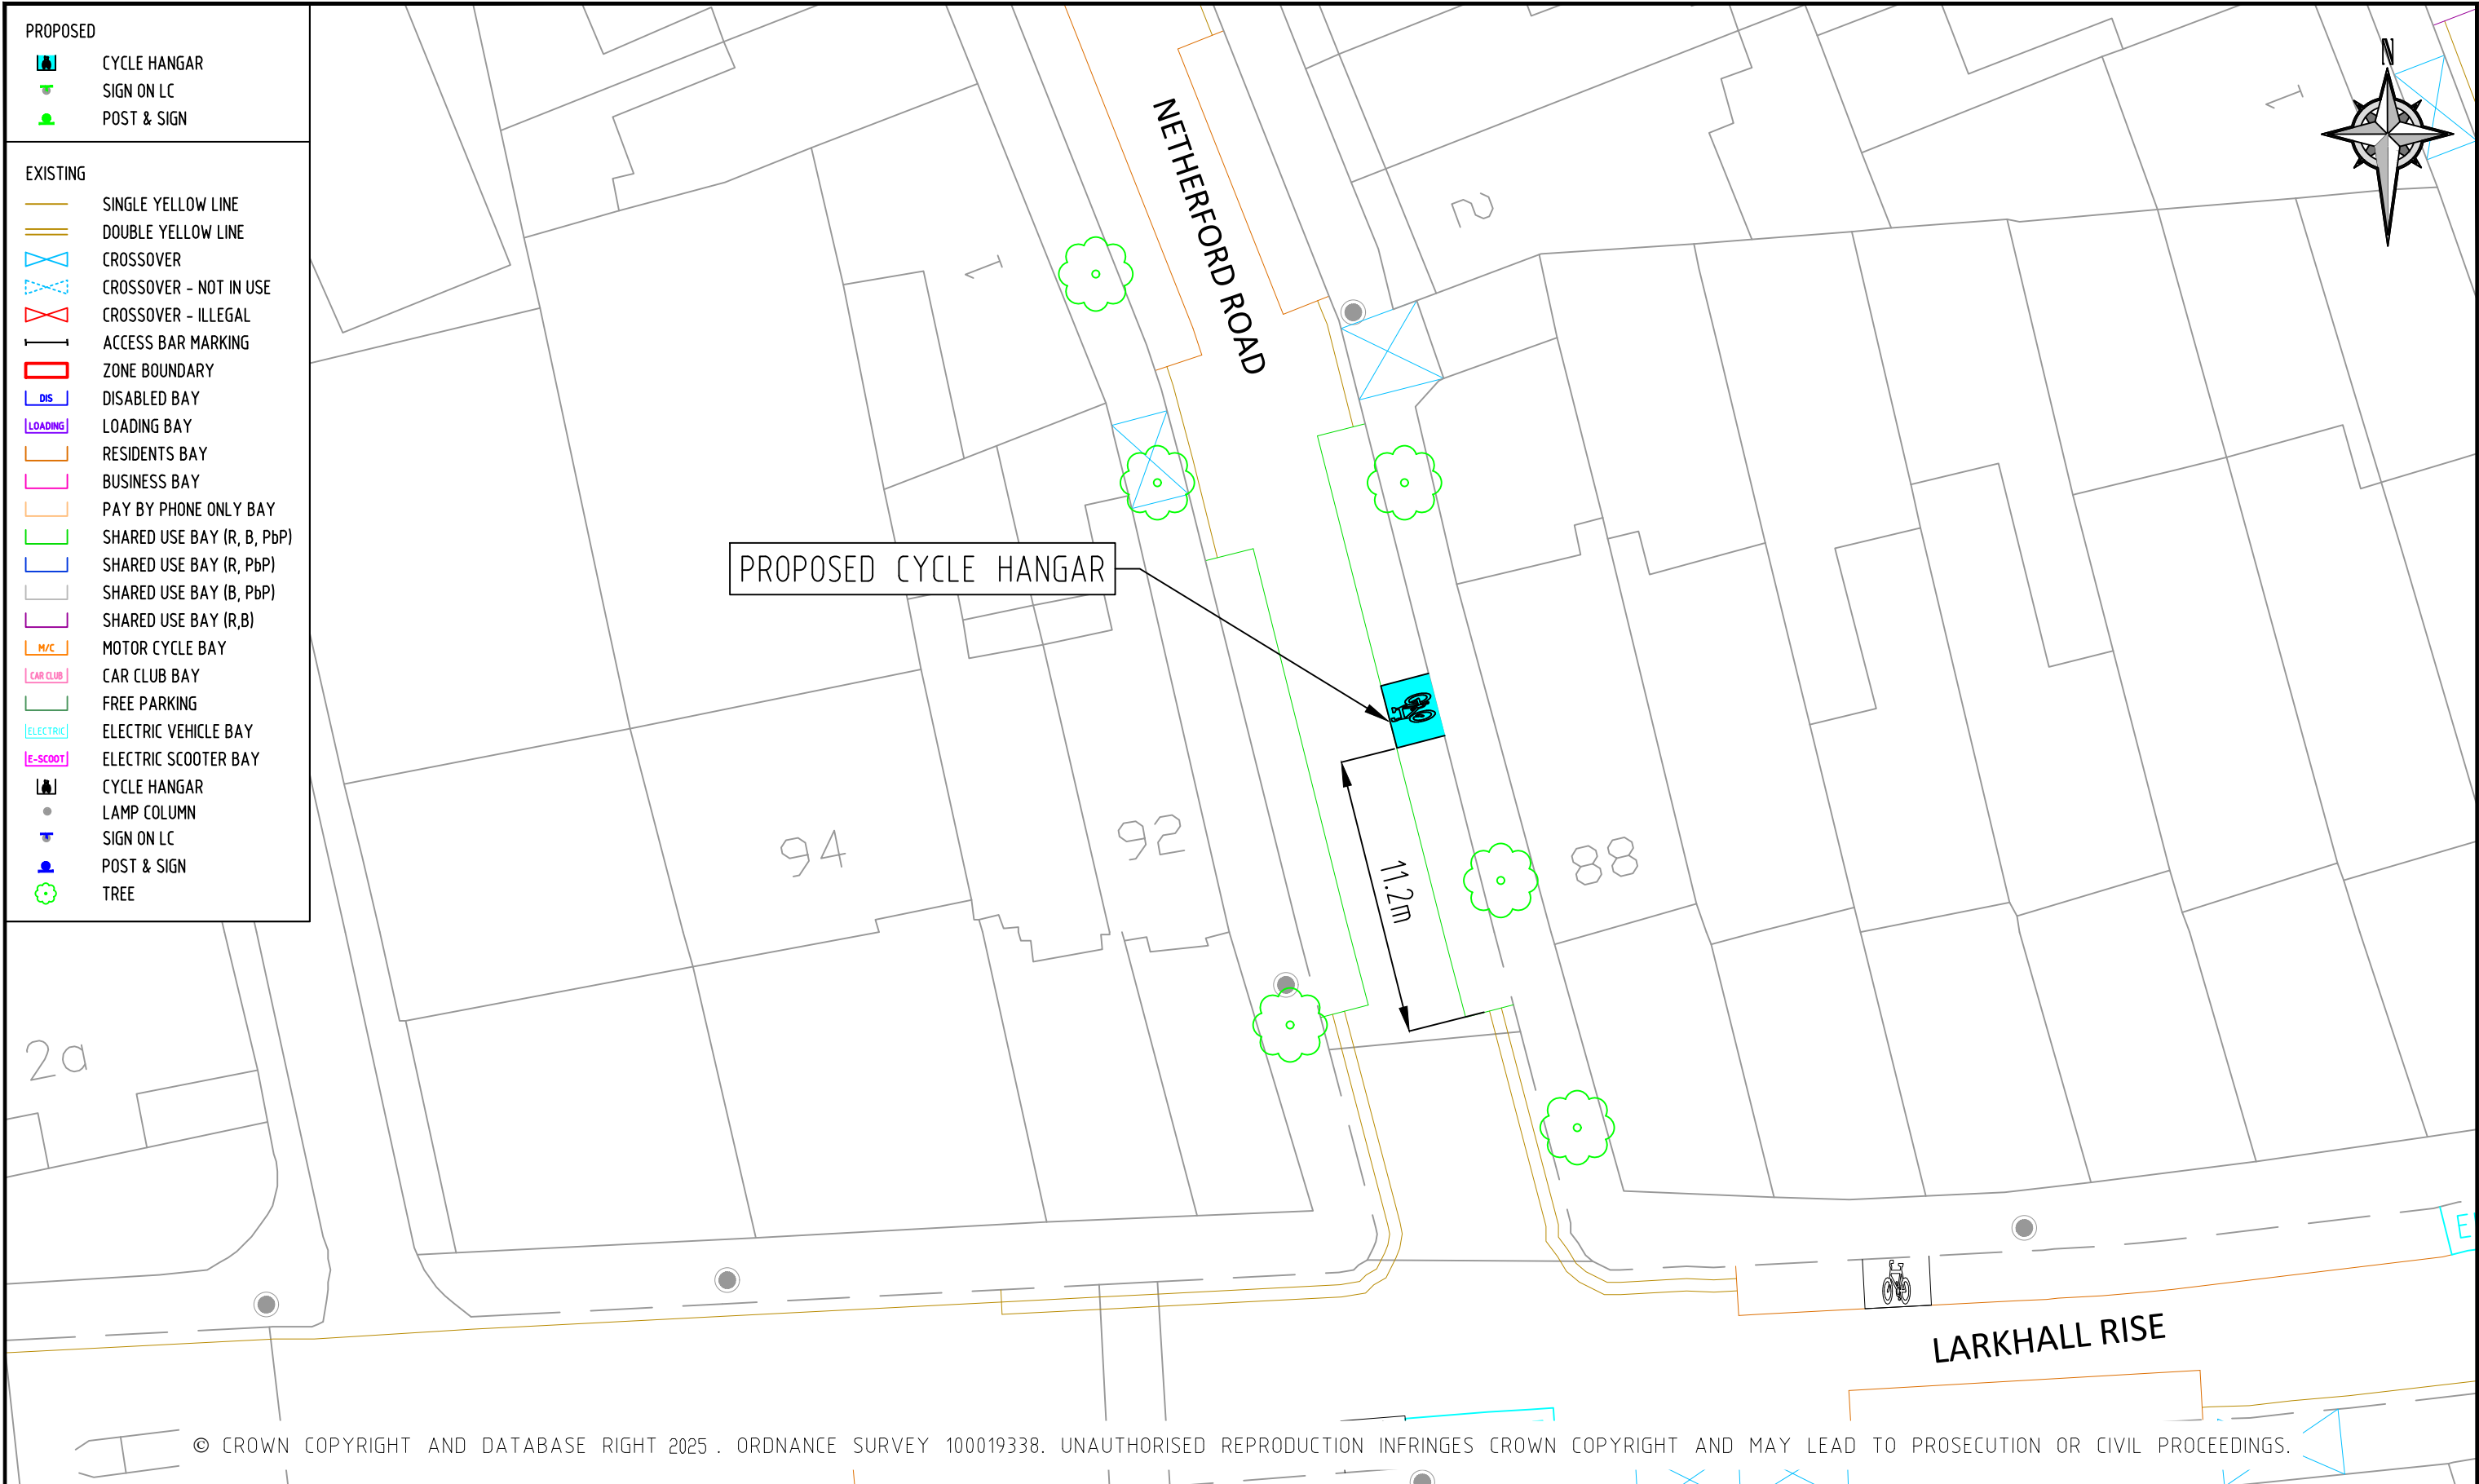 PROPOSED
CYCLE HANGAR
SIGN ON LC
POST & SIGN
EXISTING
SINGLE YELLOW LINE
DOUBLE YELLOW LINE
CROSSOVER
CROSSOVER - NOT IN USE
CROSSOVER - ILLEGAL
ACCESS BAR MARKING
ZONE BOUNDARY
DIS DISABLED BAY
LOADING LOADING BAY
RESIDENTS BAY
BUSINESS BAY
PAY BY PHONE ONLY BAY
SHARED USE BAY (R, B, PbP)
SHARED USE BAY (R, PbP)
SHARED USE BAY (B, PbP)
SHARED USE BAY (R,B)
M/C MOTOR CYCLE BAY
CAR CLUB CAR CLUB BAY
FREE PARKING
ELECTRIC ELECTRIC VEHICLE BAY
E-SCOOT ELECTRIC SCOOTER BAY
CYCLE HANGAR
LAMP COLUMN
SIGN ON LC
POST & SIGN
TREE
N
1
NETHERFORD ROAD
2
1
PROPOSED CYCLE HANGAR
94
92
88
11.2m
2a
E
LARKHALL RISE
© CROWN COPYRIGHT AND DATABASE RIGHT 2025 . ORDNANCE SURVEY 100019338. UNAUTHORISED REPRODUCTION INFRINGES CROWN COPYRIGHT AND MAY LEAD TO PROSECUTION OR CIVIL PROCEEDINGS.